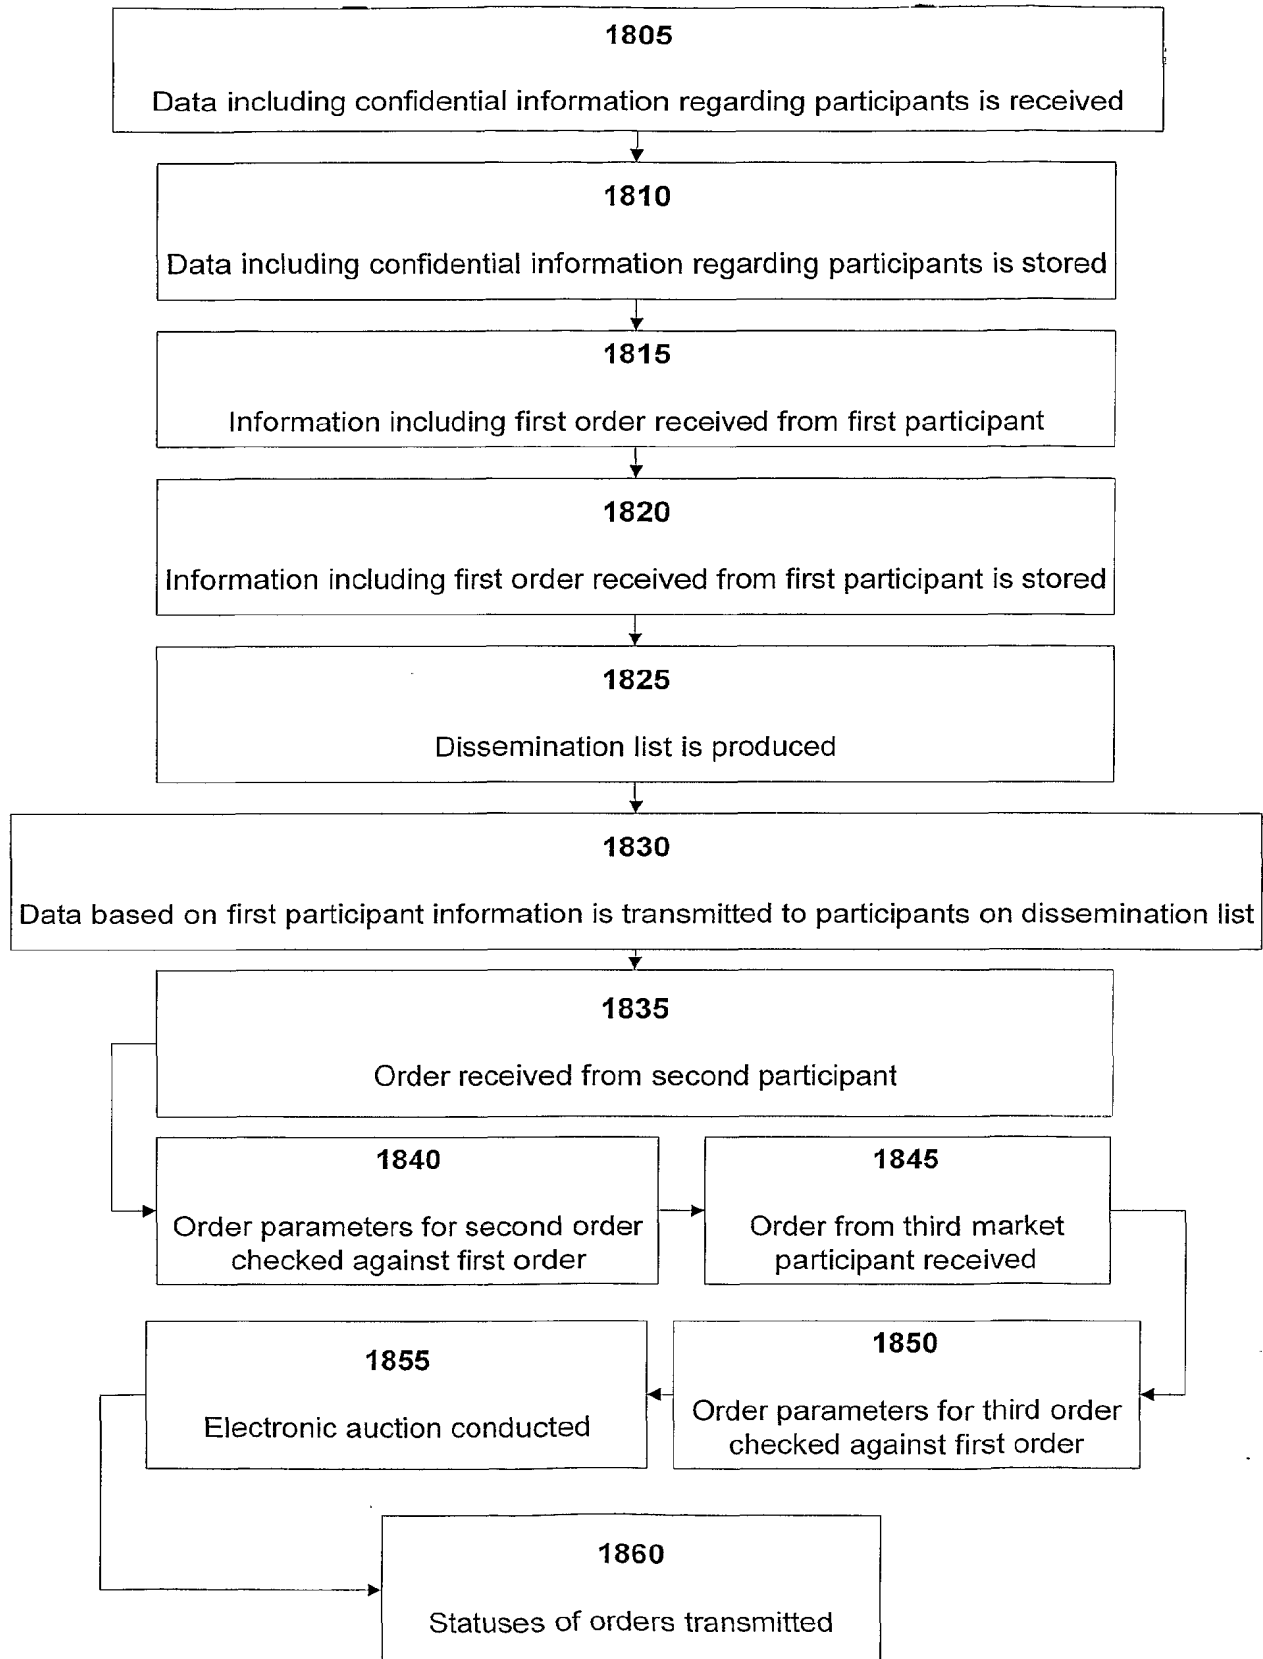 1805
Data including confidential information regarding participants is received
1810
Data including confidential information regarding participants is stored
1815
Information including first order received from first participant
1820
Information including first order received from first participant is stored
1825
Dissemination list is produced
1830
Data based on first participant information is transmitted to participants on dissemination list
1835
Order received from second participant
1840
Order parameters for second order
checked against first order
1845
Order from third market
participant received
1850
Order parameters for third order
checked against first order
1855
Electronic auction conducted
1860
Statuses of orders transmitted